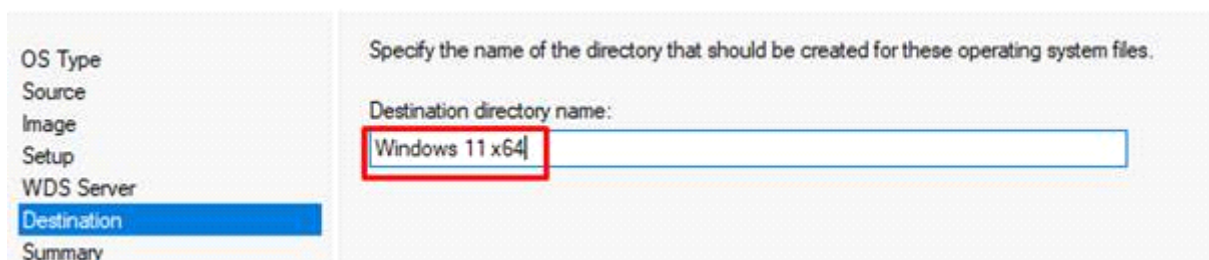 OS Type
Source
Image
Setup
WDS Server
Destination
Summary
Specify the name of the directory that should be created for these operating system files.
Destination directory name:
Windows 11 x64